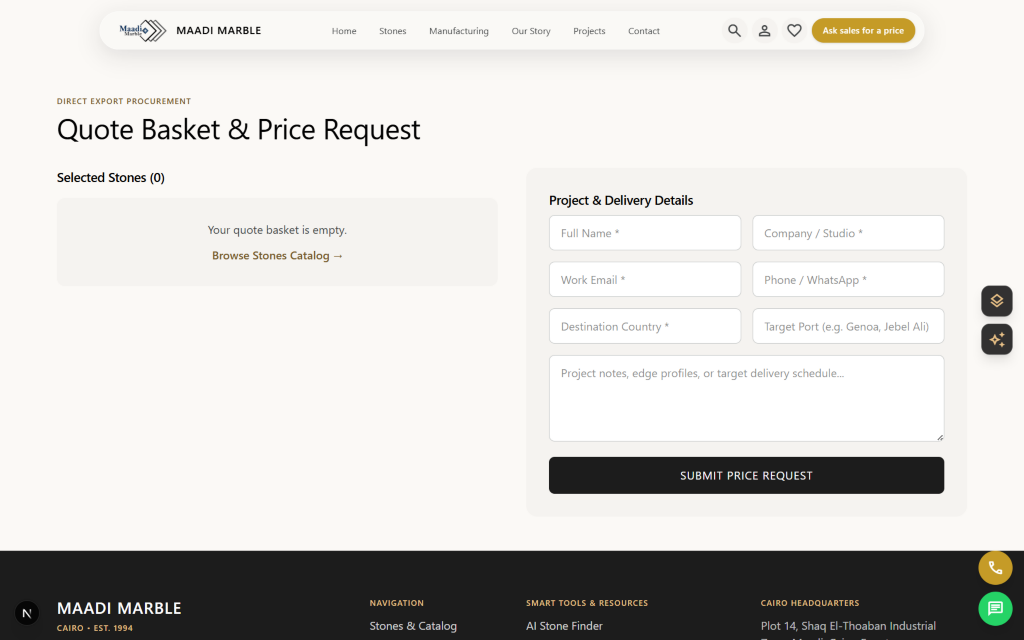 Maadi
Marble
MAADI MARBLE
Home
Stones
Manufacturing
Our Story
Projects
Contact
Ask sales for a price
DIRECT EXPORT PROCUREMENT
Quote Basket & Price Request
Selected Stones (0)
Your quote basket is empty.
Browse Stones Catalog →
Project & Delivery Details
Full Name *
Company / Studio *
Work Email *
Phone / WhatsApp *
Destination Country *
Target Port (e.g. Genoa, Jebel Ali)
Project notes, edge profiles, or target delivery schedule...
SUBMIT PRICE REQUEST
N
MAADI MARBLE
CAIRO • EST. 1994
NAVIGATION
Stones & Catalog
SMART TOOLS & RESOURCES
AI Stone Finder
CAIRO HEADQUARTERS
Plot 14, Shaq El-Thoaban Industrial